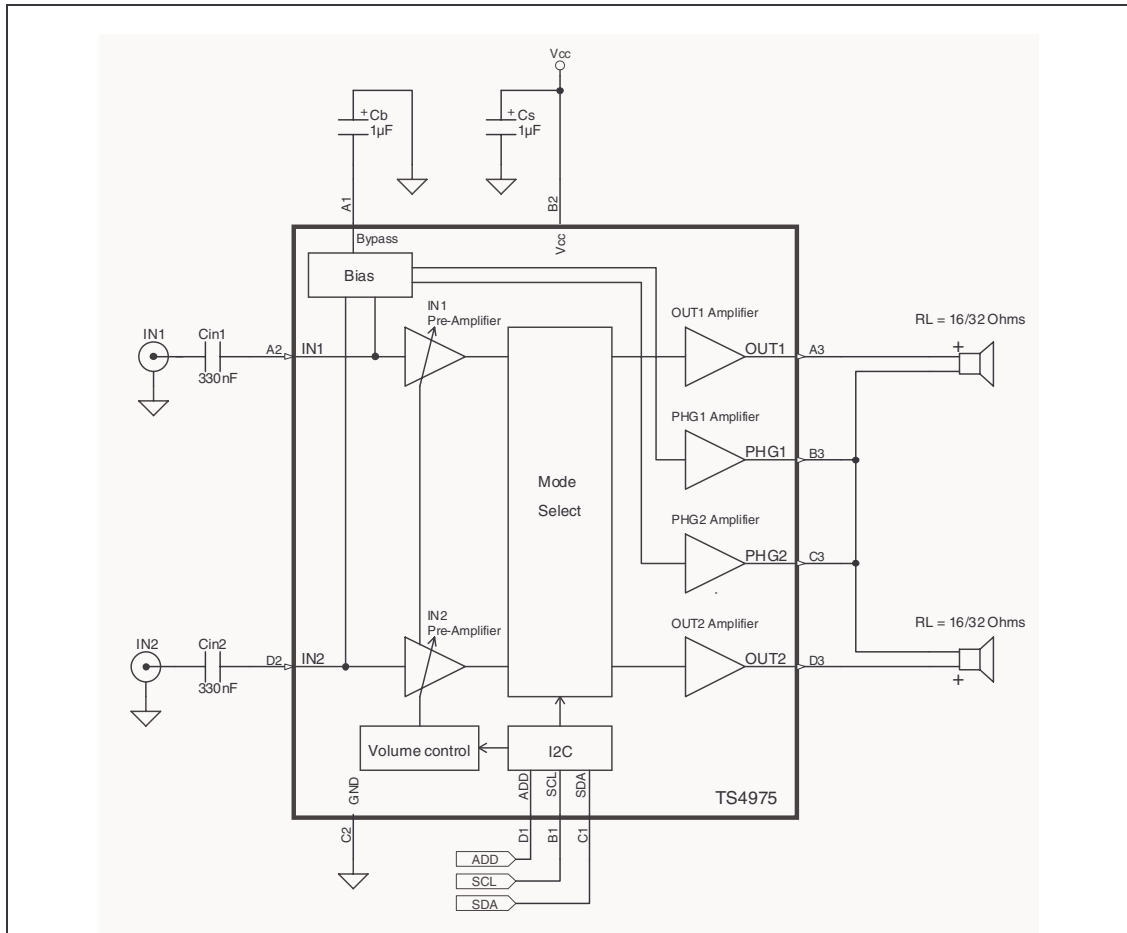 Vcc
+ Cb
1µF
+ Cs
1µF
A1
B2
Bypass
Vcc
Bias
IN1
Pre-Amplifier
OUT1 Amplifier
RL = 16/32 Ohms
IN1
Cin1
330nF
A2
IN1
OUT1
A3
+
PHG1 Amplifier
PHG1
B3
Mode
Select
PHG2 Amplifier
PHG2
C3
IN2
Pre-Amplifier
OUT2 Amplifier
RL = 16/32 Ohms
IN2
Cin2
330nF
D2
IN2
OUT2
D3
+
Volume control
I2C
GND
ADD
SCL
SDA
TS4975
C2
D1
B1
C1
ADD
SCL
SDA